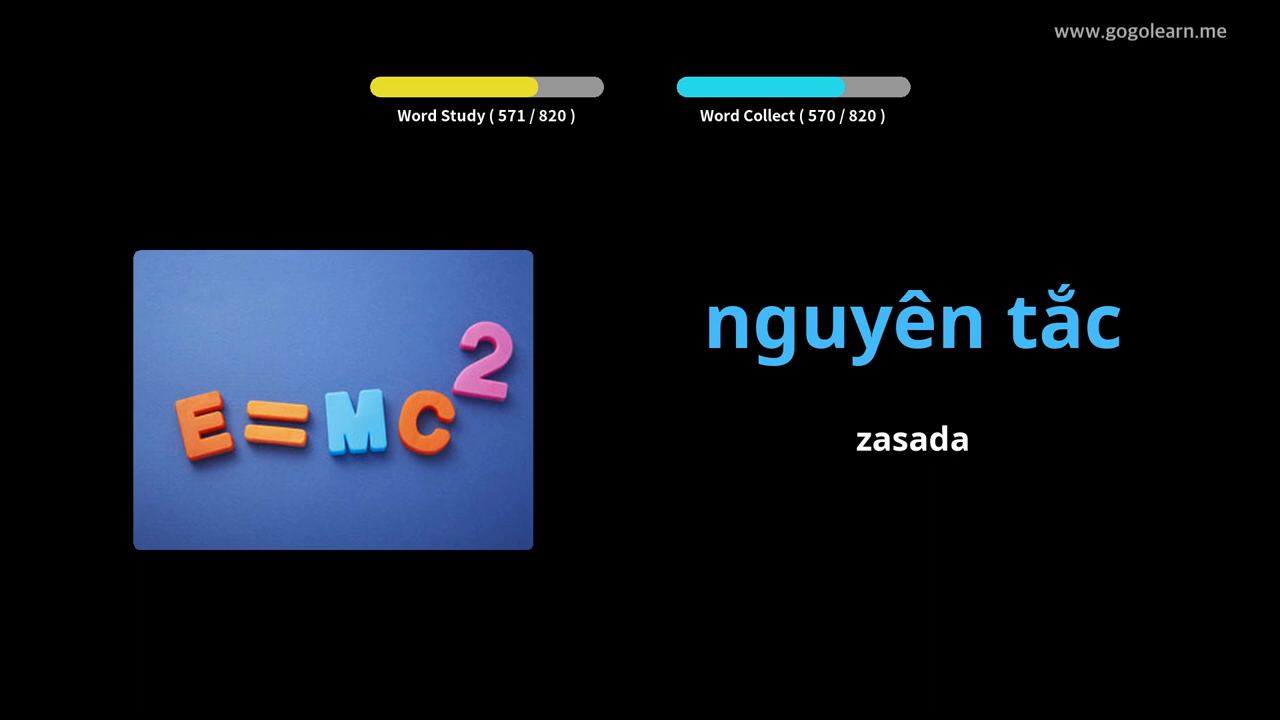 www.gogolearn.me
Word Study ( 571 / 820 )
Word Collect ( 570 / 820 )
E=MC2
nguyên tắc
zasada